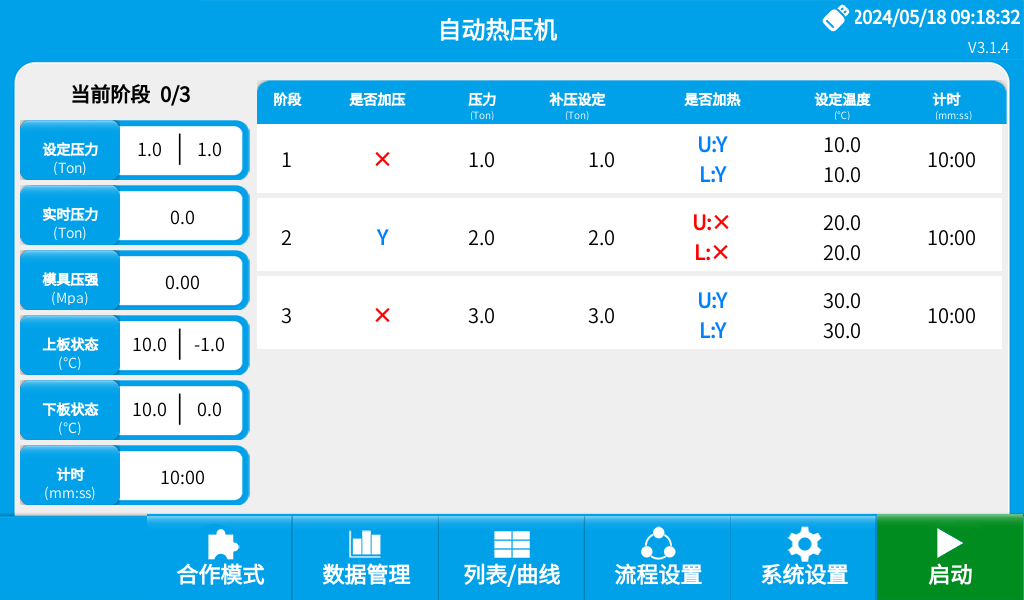 自动热压机
2024/05/18 09:18:32
V3.1.4
当前阶段 0/3
设定压力 1.0 1.0
(Ton)
实时压力 0.0
(Ton)
模具压强 0.00
(Mpa)
上板状态 10.0 -1.0
(℃)
下板状态 10.0 0.0
(℃)
计时 10:00
(mm:ss)
阶段 是否加压 压力 补压设定 是否加热 设定温度 计时
(Ton) (Ton) (℃) (mm:ss)
1 ✕ 1.0 1.0 U:Y 10.0 10:00
L:Y 10.0
2 Y 2.0 2.0 U:✕ 20.0 10:00
L:✕ 20.0
3 ✕ 3.0 3.0 U:Y 30.0 10:00
L:Y 30.0
合作模式 数据管理 列表/曲线 流程设置 系统设置 启动